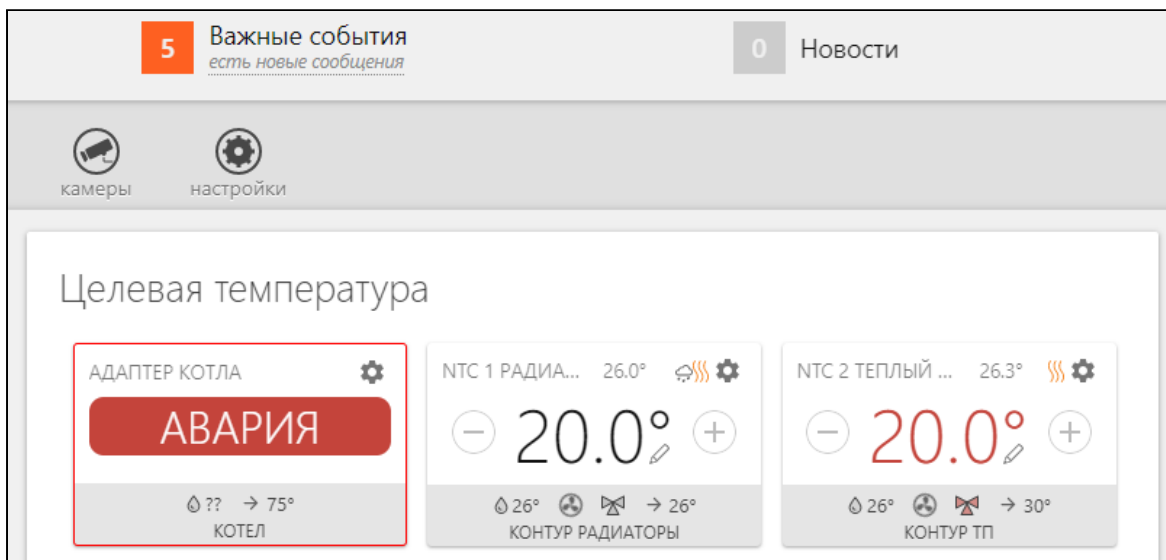 5 Важные события
есть новые сообщения
0 Новости
камеры настройки
Целевая температура
АДАПТЕР КОТЛА
АВАРИЯ
?? → 75°
КОТЕЛ
NTC 1 РАДИА... 26.0°
− 20.0° +
26° → 26°
КОНТУР РАДИАТОРЫ
NTC 2 ТЕПЛЫЙ ... 26.3°
− 20.0° +
26° → 30°
КОНТУР ТП